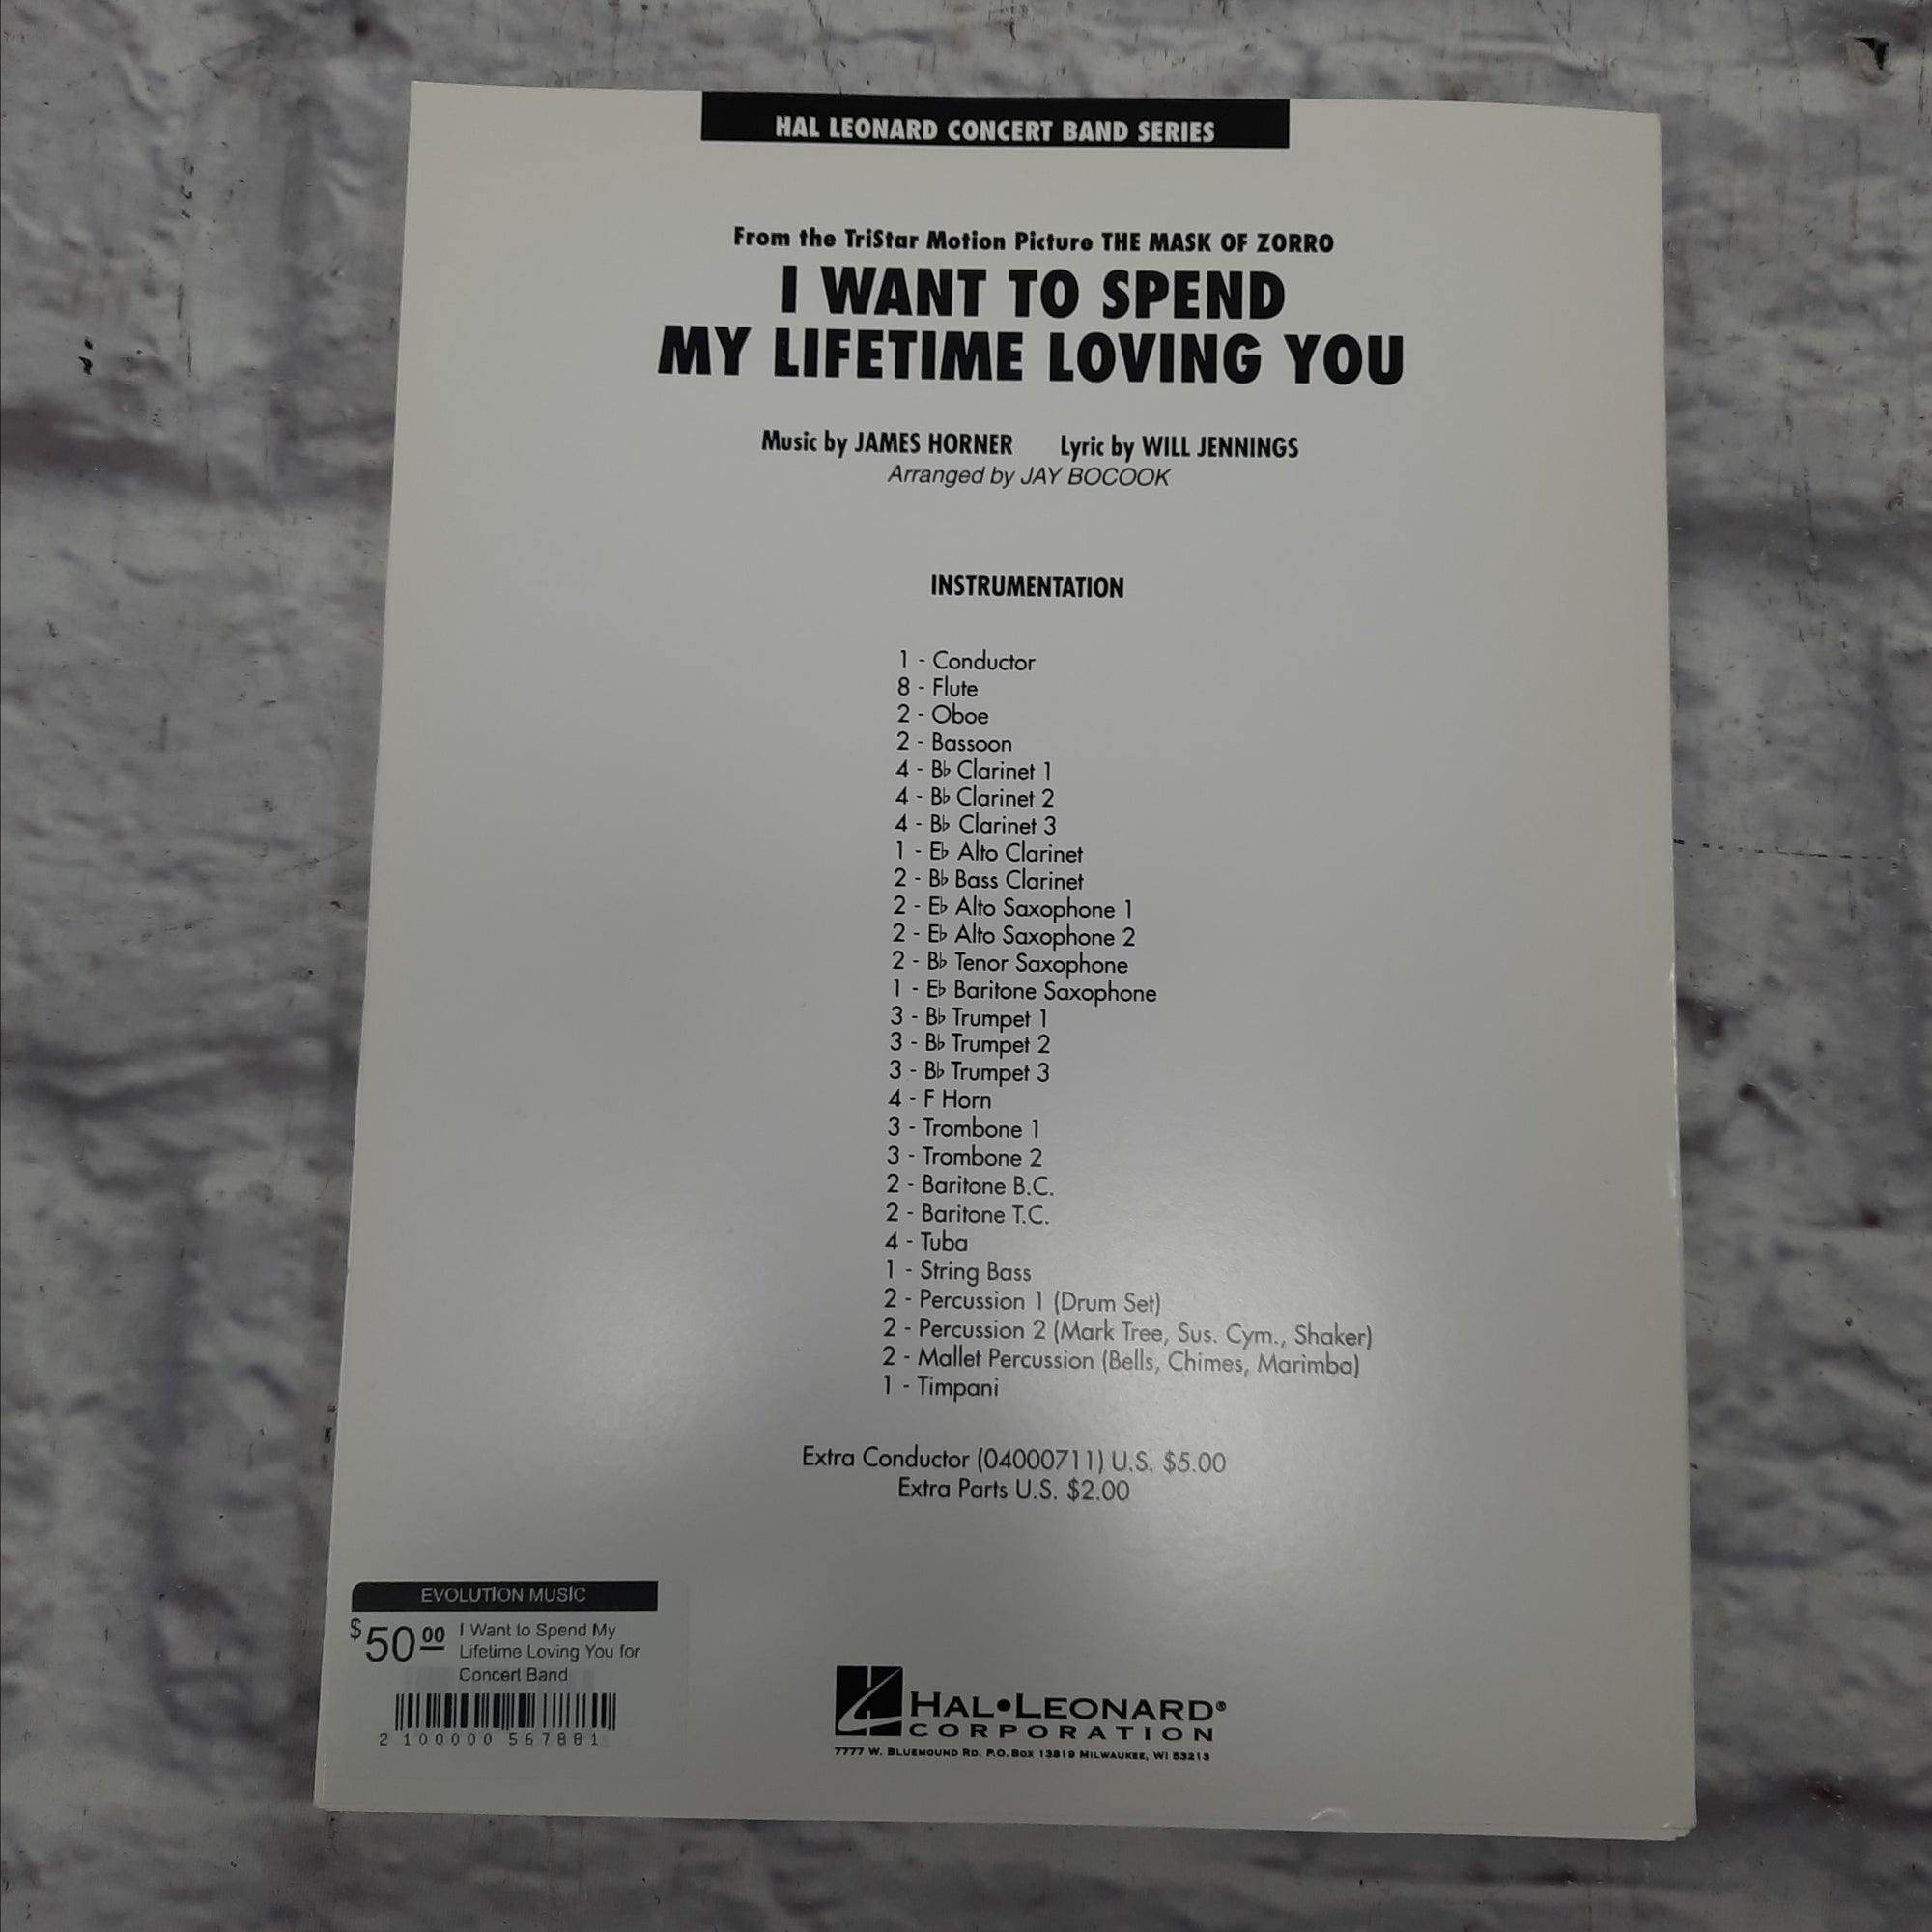 HAL LEONARD CONCERT BAND SERIES
From the TriStar Motion Picture THE MASK OF ZORRO
I WANT TO SPEND
MY LIFETIME LOVING YOU
Music by JAMES HORNER Lyric by WILL JENNINGS
Arranged by JAY BOCOOK
INSTRUMENTATION
1 - Conductor
8 - Flute
2 - Oboe
2 - Bassoon
4 - B♭ Clarinet 1
4 - B♭ Clarinet 2
4 - B♭ Clarinet 3
1 - E♭ Alto Clarinet
2 - B♭ Bass Clarinet
2 - E♭ Alto Saxophone 1
2 - E♭ Alto Saxophone 2
2 - B♭ Tenor Saxophone
1 - E♭ Baritone Saxophone
3 - B♭ Trumpet 1
3 - B♭ Trumpet 2
3 - B♭ Trumpet 3
4 - F Horn
3 - Trombone 1
3 - Trombone 2
2 - Baritone B.C.
2 - Baritone T.C.
4 - Tuba
1 - String Bass
2 - Percussion 1 (Drum Set)
2 - Percussion 2 (Mark Tree, Sus. Cym., Shaker)
2 - Mallet Percussion (Bells, Chimes, Marimba)
1 - Timpani
Extra Conductor (04000711) U.S. $5.00
Extra Parts U.S. $2.00
EVOLUTION MUSIC
$50 00 I Want to Spend My
Lifetime Loving You for
Concert Band
2 100000 567881
HAL•LEONARD®
CORPORATION
7777 W. BLUEMOUND RD. P.O. BOX 13819 MILWAUKEE, WI 53213